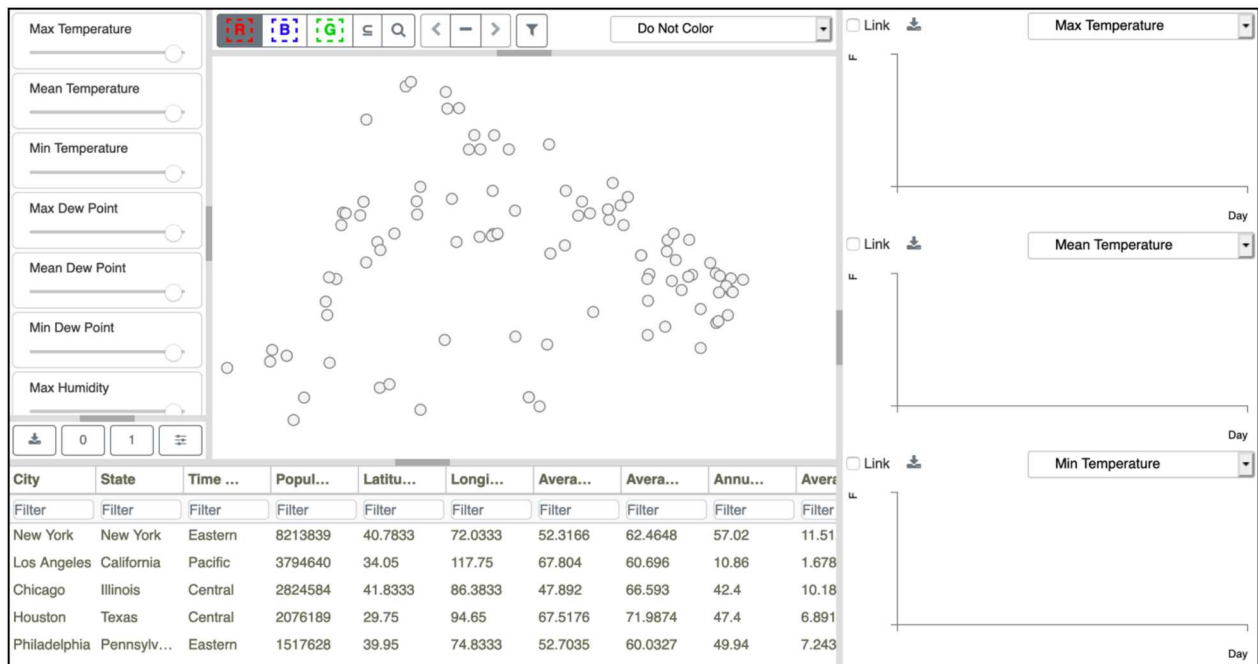 Max Temperature
Mean Temperature
Min Temperature
Max Dew Point
Mean Dew Point
Min Dew Point
Max Humidity
0 1
R B G ⊆
Do Not Color
Link Max Temperature
F
Day
Link Mean Temperature
F
Day
Link Min Temperature
F
Day
City State Time ... Popul... Latitu... Longi... Avera... Avera... Annu... Avera
Filter Filter Filter Filter Filter Filter Filter Filter Filter Filter
New York New York Eastern 8213839 40.7833 72.0333 52.3166 62.4648 57.02 11.51
Los Angeles California Pacific 3794640 34.05 117.75 67.804 60.696 10.86 1.678
Chicago Illinois Central 2824584 41.8333 86.3833 47.892 66.593 42.4 10.18
Houston Texas Central 2076189 29.75 94.65 67.5176 71.9874 47.4 6.891
Philadelphia Pennsylv... Eastern 1517628 39.95 74.8333 52.7035 60.0327 49.94 7.243